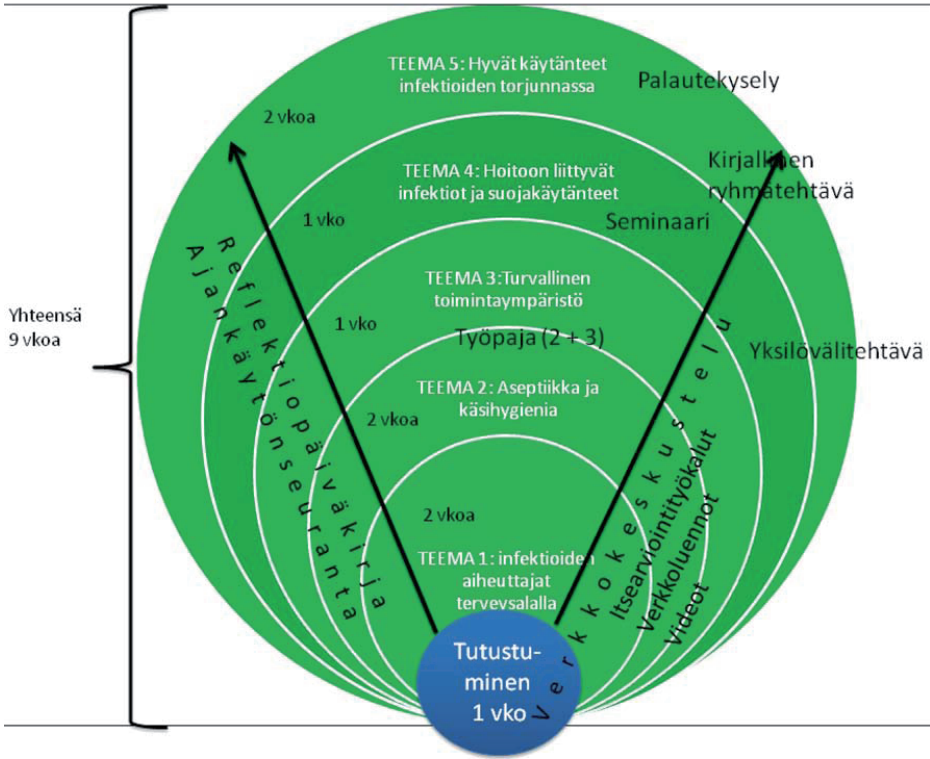 TEEMA 5: Hyvät käytänteet
infektioiden torjunnassa
Palautekysely
2 vkoa
TEEMA 4: Hoitoon liittyvät
infektiot ja suojakäytänteet
Kirjallinen
ryhmätehtävä
1 vko
Seminaari
TEEMA 3:Turvallinen
toimintaympäristö
Yhteensä
9 vkoa
1 vko
Työpaja (2 + 3)
Yksilövälitehtävä
TEEMA 2: Aseptiikka ja
käsihygienia
2 vkoa
2 vkoa
TEEMA 1: infektioiden
aiheuttajat
tervevsalalla
Reflektiopäiväkirja
Ajankäytönseuranta
Verkkokeskustelu
Itsearviointityökalut
Verkkoluennot
Videot
Tutustu-
minen
1 vko